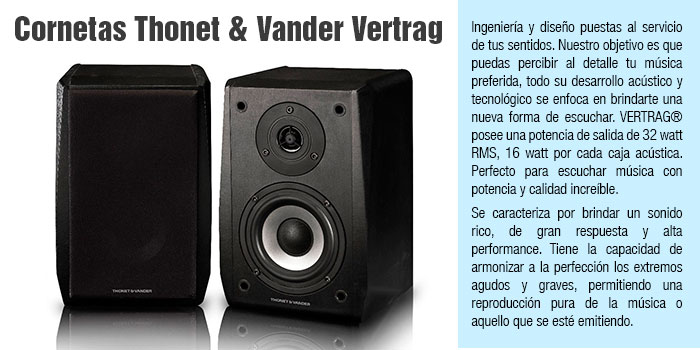 Cornetas Thonet & Vander Vertrag
THONET & VANDER
THONET & VANDER
Ingeniería y diseño puestas al servicio
de tus sentidos. Nuestro objetivo es que
puedas percibir al detalle tu música
preferida, todo su desarrollo acústico y
tecnológico se enfoca en brindarte una
nueva forma de escuchar. VERTRAG®
posee una potencia de salida de 32 watt
RMS, 16 watt por cada caja acústica.
Perfecto para escuchar música con
potencia y calidad increíble.
Se caracteriza por brindar un sonido
rico, de gran respuesta y alta
performance. Tiene la capacidad de
armonizar a la perfección los extremos
agudos y graves, permitiendo una
reproducción pura de la música o
aquello que se esté emitiendo.